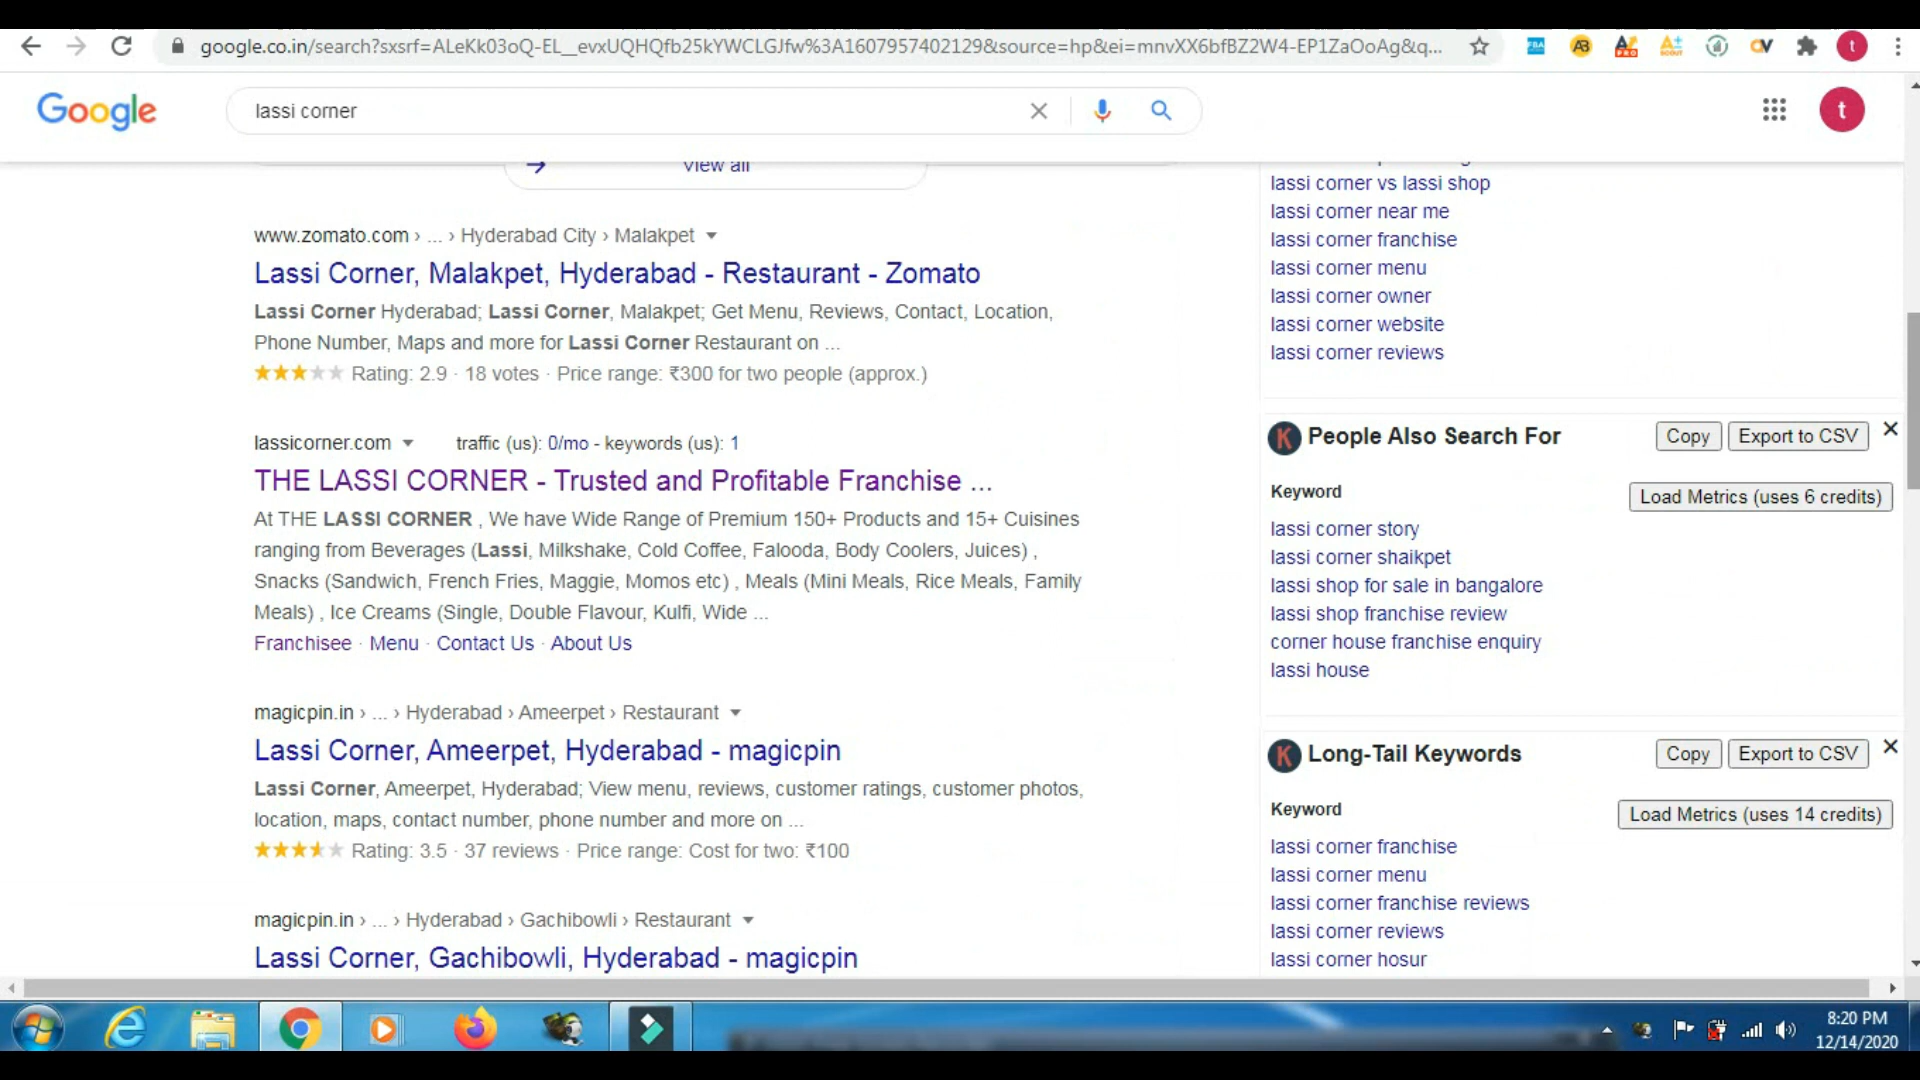 google.co.in/search?sxsrf=ALeKk03oQ-EL__evxUQHQfb25kYWCLGJfw%3A1607957402129&source=hp&ei=mnvXX6bfBZ2W4-EP1ZaOoAg&q...
FBA
AB
PRO
SCOUT
t
Google
lassi corner
t
View all
www.zomato.com › ... › Hyderabad City › Malakpet
Lassi Corner, Malakpet, Hyderabad - Restaurant - Zomato
Lassi Corner Hyderabad; Lassi Corner, Malakpet; Get Menu, Reviews, Contact, Location,
Phone Number, Maps and more for Lassi Corner Restaurant on ...
Rating: 2.9 · 18 votes · Price range: ₹300 for two people (approx.)
lassicorner.com traffic (us): 0/mo - keywords (us): 1
THE LASSI CORNER - Trusted and Profitable Franchise ...
At THE LASSI CORNER , We have Wide Range of Premium 150+ Products and 15+ Cuisines
ranging from Beverages (Lassi, Milkshake, Cold Coffee, Falooda, Body Coolers, Juices) ,
Snacks (Sandwich, French Fries, Maggie, Momos etc) , Meals (Mini Meals, Rice Meals, Family
Meals) , Ice Creams (Single, Double Flavour, Kulfi, Wide ...
Franchisee · Menu · Contact Us · About Us
magicpin.in › ... › Hyderabad › Ameerpet › Restaurant
Lassi Corner, Ameerpet, Hyderabad - magicpin
Lassi Corner, Ameerpet, Hyderabad; View menu, reviews, customer ratings, customer photos,
location, maps, contact number, phone number and more on ...
Rating: 3.5 · 37 reviews · Price range: Cost for two: ₹100
magicpin.in › ... › Hyderabad › Gachibowli › Restaurant
Lassi Corner, Gachibowli, Hyderabad - magicpin
lassi corner vs lassi shop
lassi corner near me
lassi corner franchise
lassi corner menu
lassi corner owner
lassi corner website
lassi corner reviews
K People Also Search For Copy Export to CSV
Keyword Load Metrics (uses 6 credits)
lassi corner story
lassi corner shaikpet
lassi shop for sale in bangalore
lassi shop franchise review
corner house franchise enquiry
lassi house
K Long-Tail Keywords Copy Export to CSV
Keyword Load Metrics (uses 14 credits)
lassi corner franchise
lassi corner menu
lassi corner franchise reviews
lassi corner reviews
lassi corner hosur
8:20 PM
12/14/2020